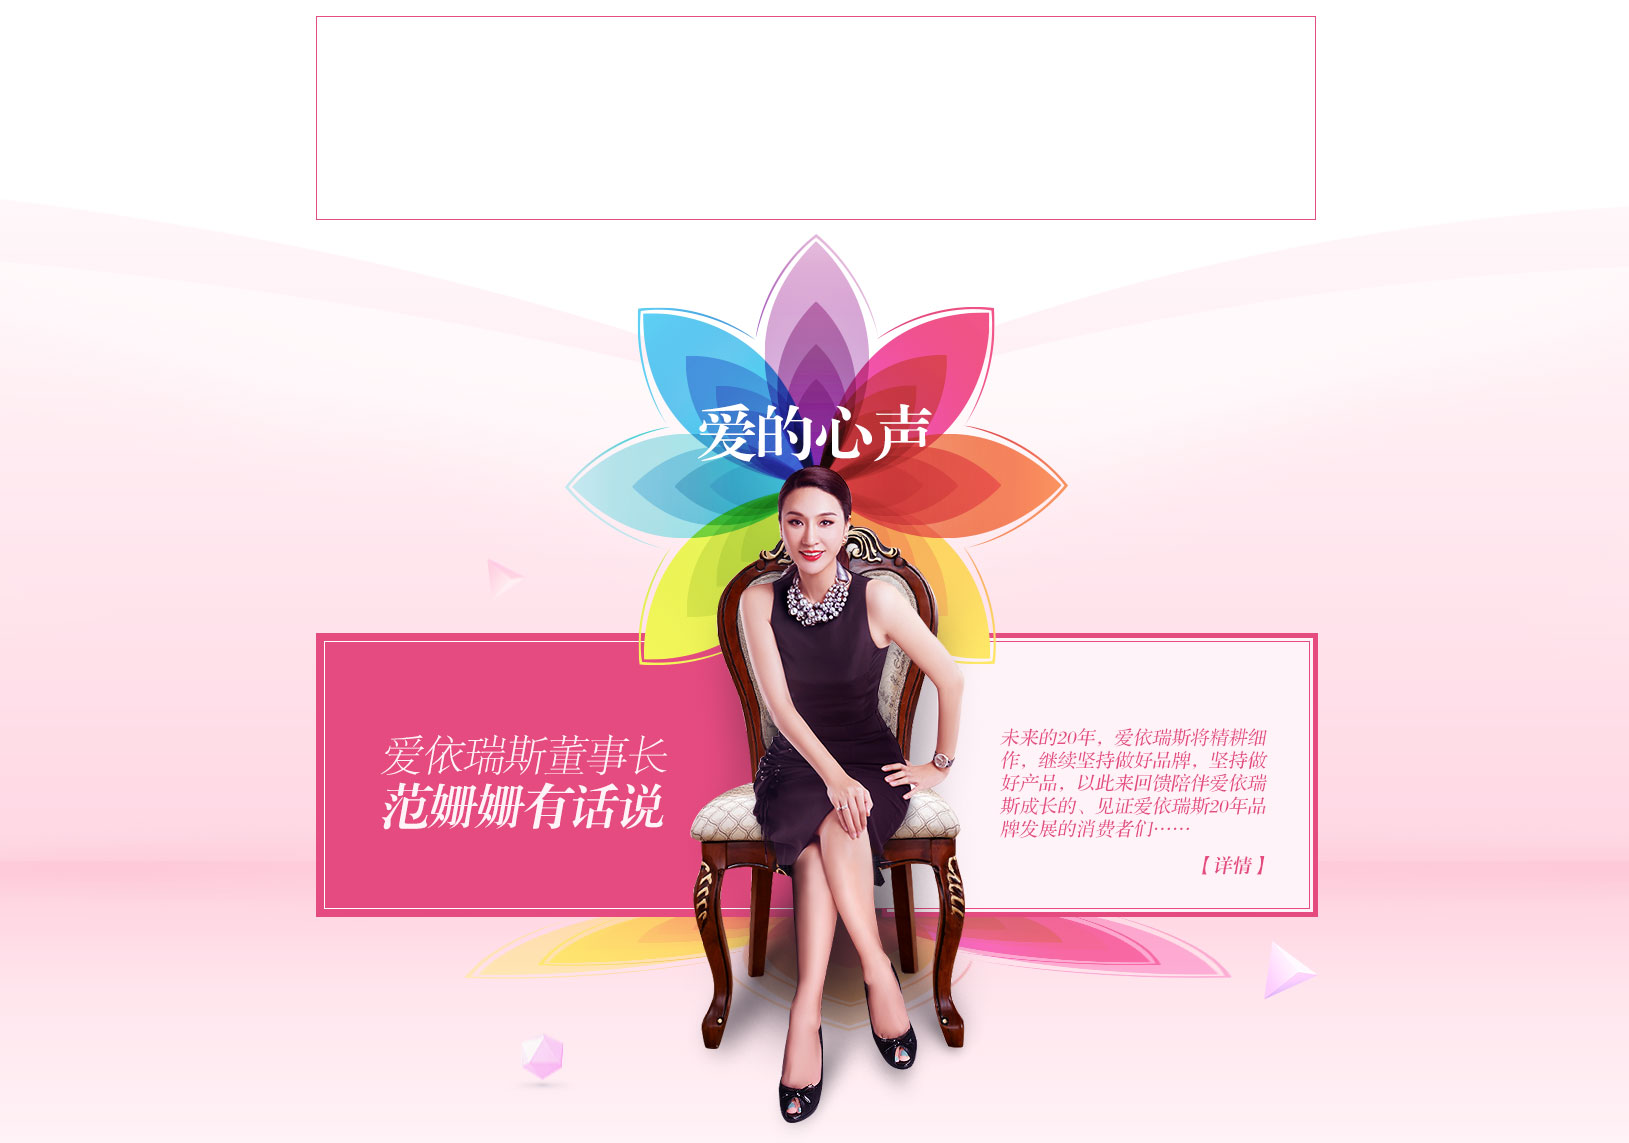 爱的心声
爱依瑞斯董事长
范姗姗有话说
未来的20年，爱依瑞斯将精耕细
作，继续坚持做好品牌，坚持做
好产品，以此来回馈陪伴爱依瑞
斯成长的、见证爱依瑞斯20年品
牌发展的消费者们……
【详情】